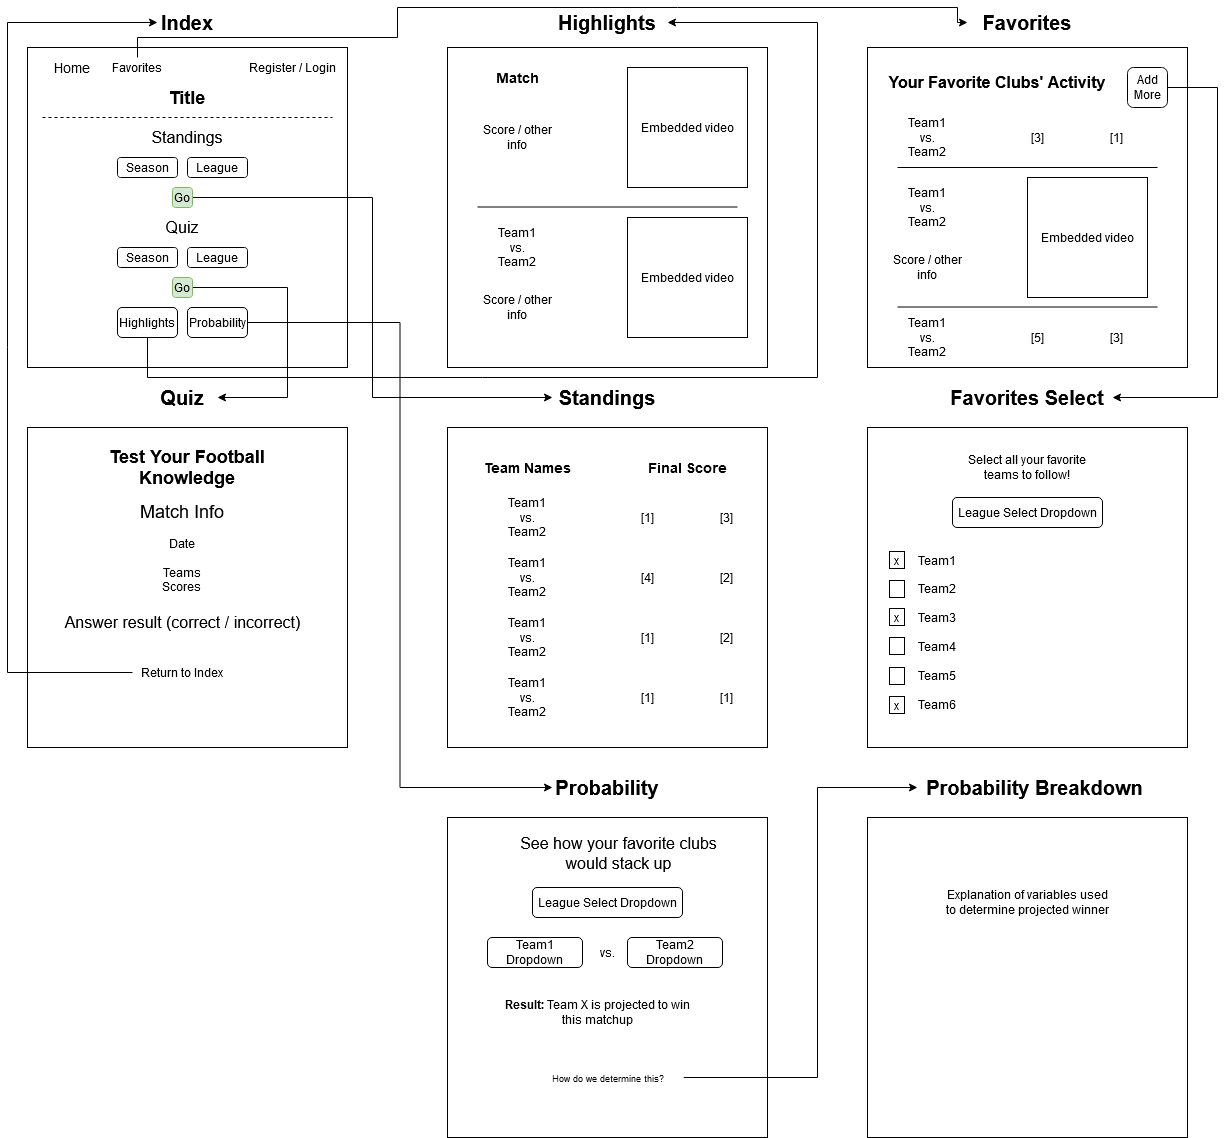 Index
Home
Favorites
Register / Login
Title
Standings
Season
League
Go
Quiz
Season
League
Go
Highlights
Probability
Highlights
Match
Score / other
info
Embedded video
Team1
vs.
Team2
Score / other
info
Embedded video
Favorites
Your Favorite Clubs' Activity
Add
More
Team1
vs.
Team2
[3]
[1]
Team1
vs.
Team2
Score / other
info
Embedded video
Team1
vs.
Team2
[5]
[3]
Quiz
Test Your Football
Knowledge
Match Info
Date
Teams
Scores
Answer result (correct / incorrect)
Return to Index
Standings
Team Names
Final Score
Team1
vs.
Team2
[1]
[3]
Team1
vs.
Team2
[4]
[2]
Team1
vs.
Team2
[1]
[2]
Team1
vs.
Team2
[1]
[1]
Favorites Select
Select all your favorite
teams to follow!
League Select Dropdown
x Team1
Team2
x Team3
Team4
Team5
x Team6
Probability
See how your favorite clubs
would stack up
League Select Dropdown
Team1
Dropdown
vs.
Team2
Dropdown
Result: Team X is projected to win
this matchup
How do we determine this?
Probability Breakdown
Explanation of variables used
to determine projected winner